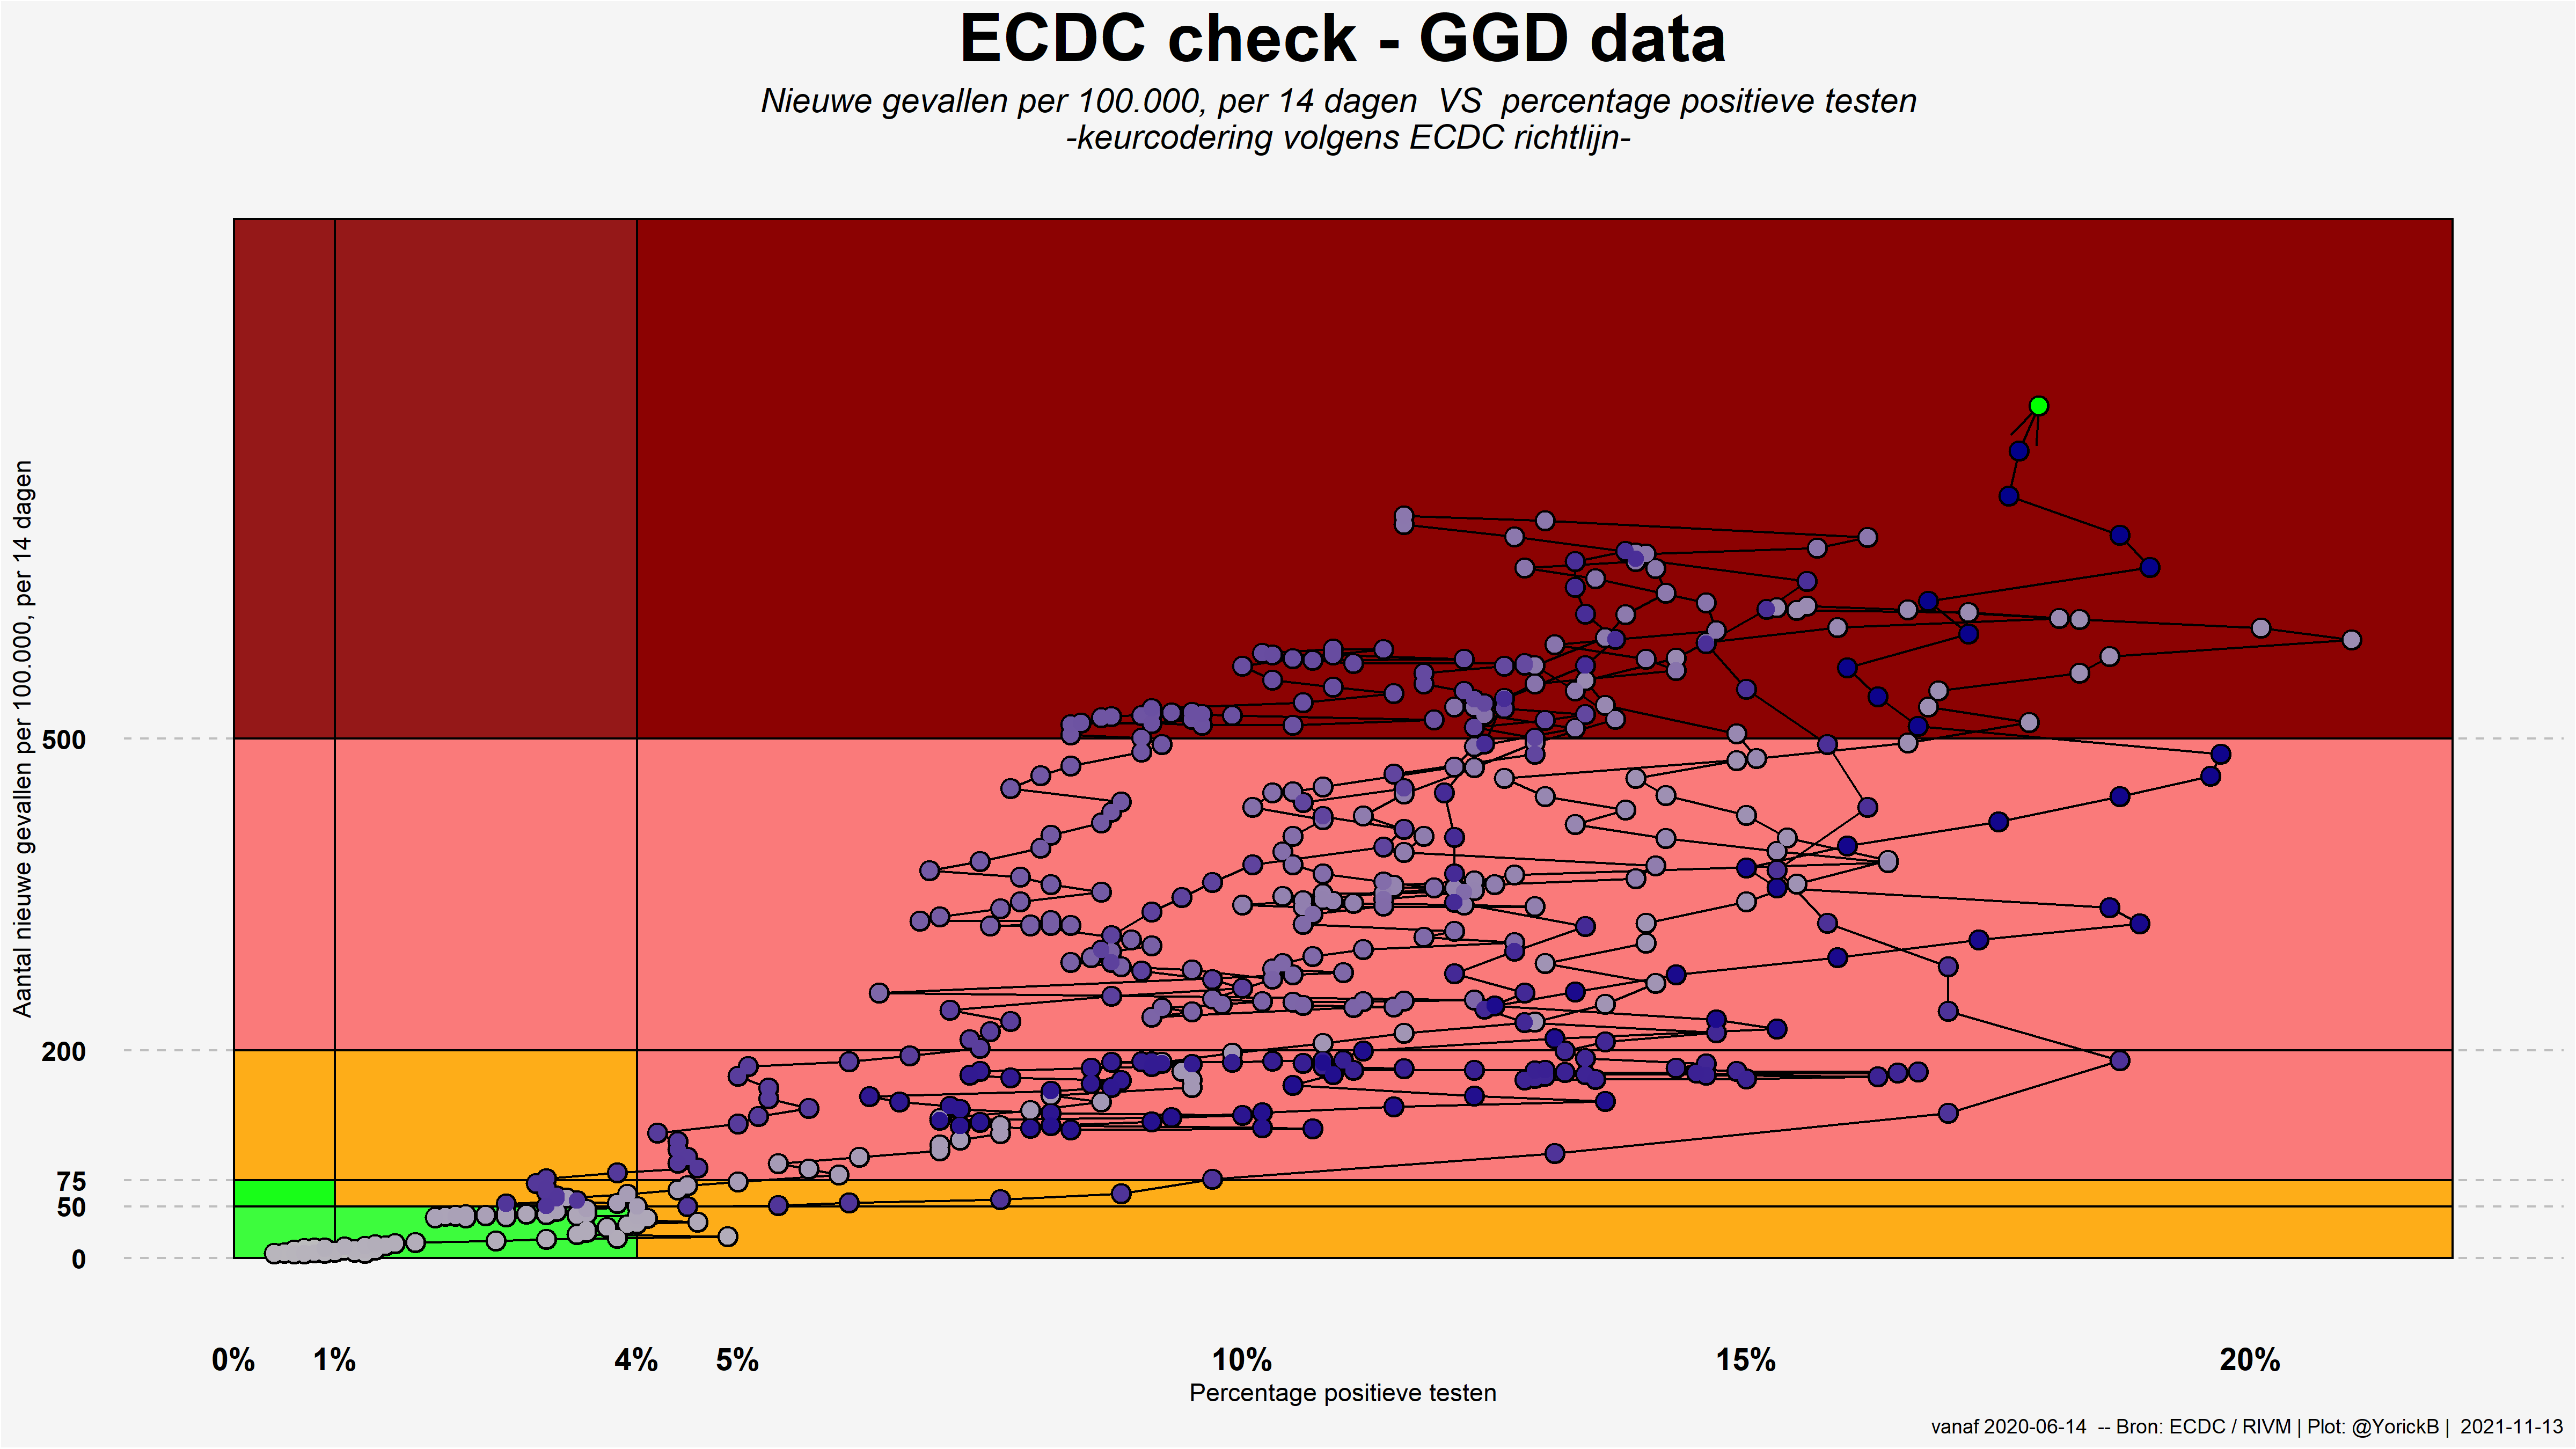 ECDC check - GGD data
Nieuwe gevallen per 100.000, per 14 dagen  VS  percentage positieve testen
-keurcodering volgens ECDC richtlijn-
Aantal nieuwe gevallen per 100.000, per 14 dagen
500
200
75
50
0
0% 1% 4% 5% 10% 15% 20%
Percentage positieve testen
vanaf 2020-06-14  -- Bron: ECDC / RIVM | Plot: @YorickB |  2021-11-13